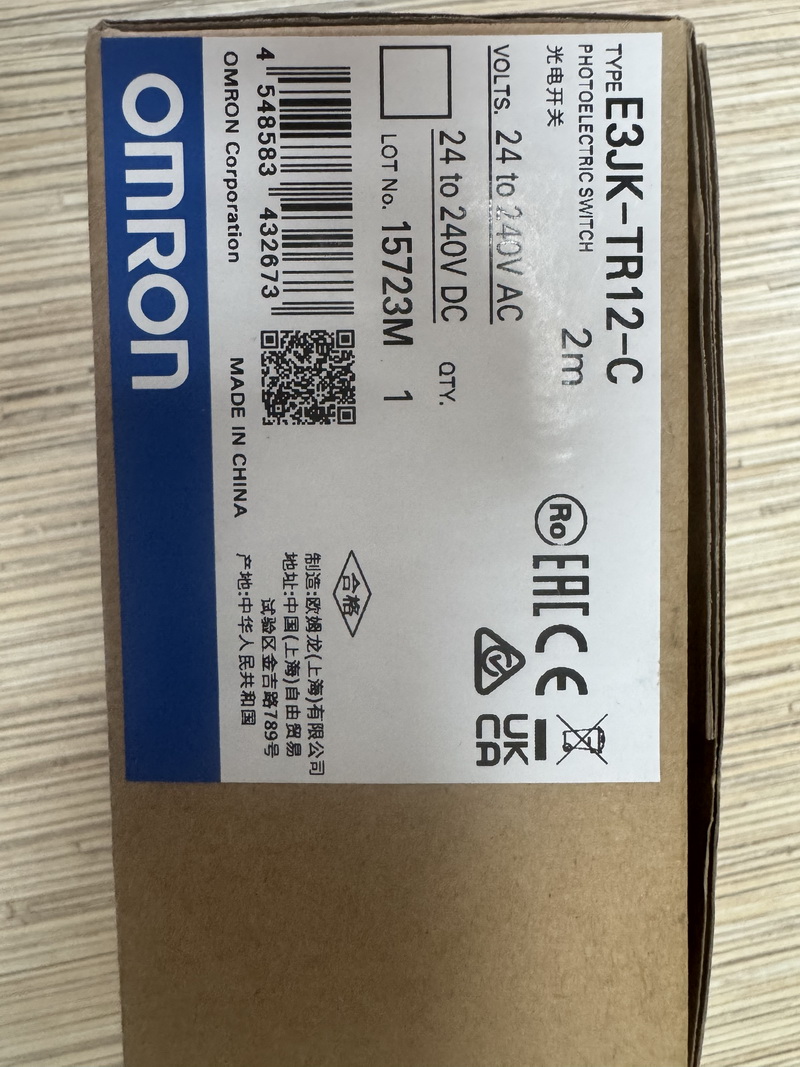 TYPE E3JK-TR12-C
PHOTOELECTRIC SWITCH 2m
光电开关
VOLTS. 24 to 240V AC
24 to 240V DC QTY.
LOT No. 15723M 1
4 548583 432673
OMRON Corporation MADE IN CHINA
OMRON
Ro
EAC CE
UK
CA
合格
制造:欧姆龙(上海)有限公司
地址:中国(上海)自由贸易
试验区金吉路789号
产地:中华人民共和国